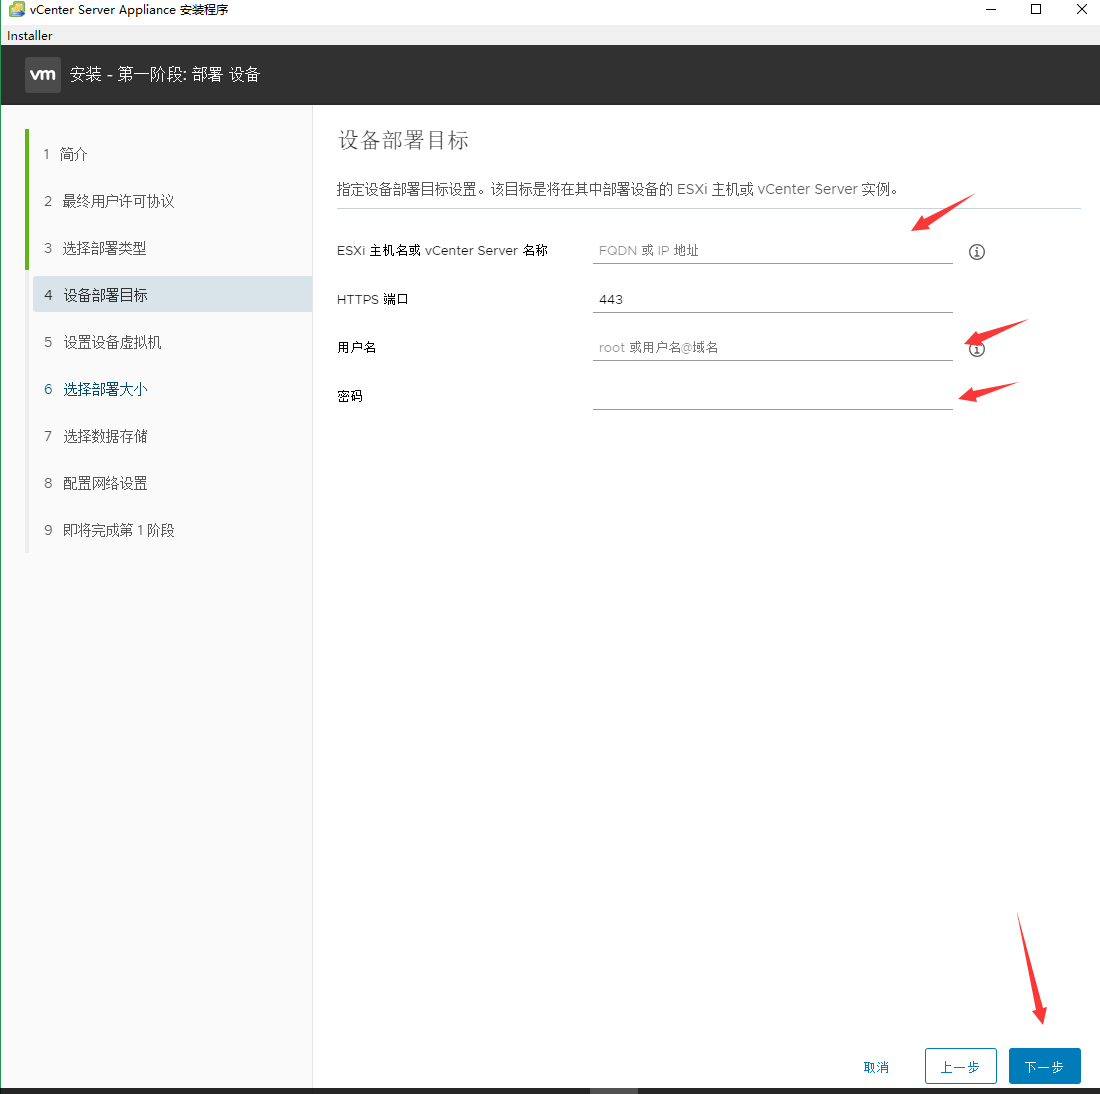 vCenter Server Appliance 安装程序
Installer
vm 安装 - 第一阶段: 部署 设备
1 简介
2 最终用户许可协议
3 选择部署类型
4 设备部署目标
5 设置设备虚拟机
6 选择部署大小
7 选择数据存储
8 配置网络设置
9 即将完成第 1 阶段
设备部署目标
指定设备部署目标设置。该目标是将在其中部署设备的 ESXi 主机或 vCenter Server 实例。
ESXi 主机名或 vCenter Server 名称 FQDN 或 IP 地址
HTTPS 端口 443
用户名 root 或用户名@域名
密码
取消 上一步 下一步